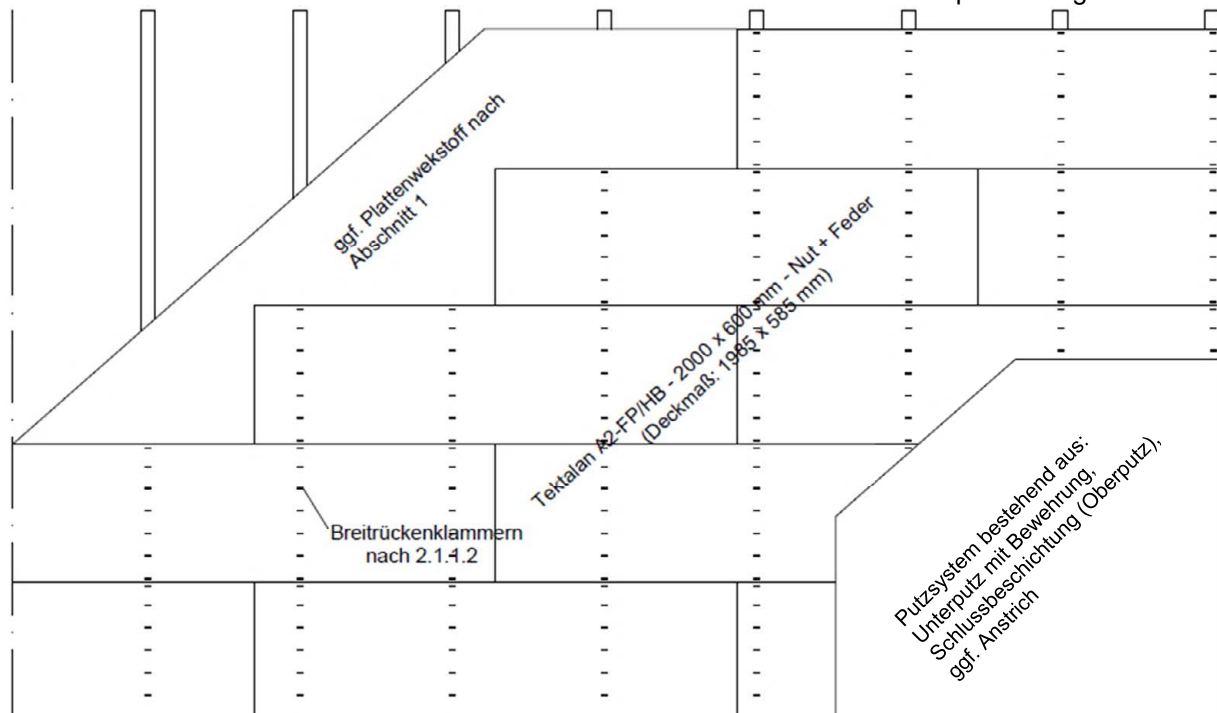 ggf. Plattenwekstoff nach
Abschnitt 1
Tektalan A2-FP/HB - 2000 x 600 mm - Nut + Feder
(Deckmaß: 1985 x 585 mm)
Breitrückenklammern
nach 2.1.1.2
Putzsystem bestehend aus:
Unterputz mit Bewehrung,
Schlussbeschichtung (Oberputz),
ggf. Anstrich